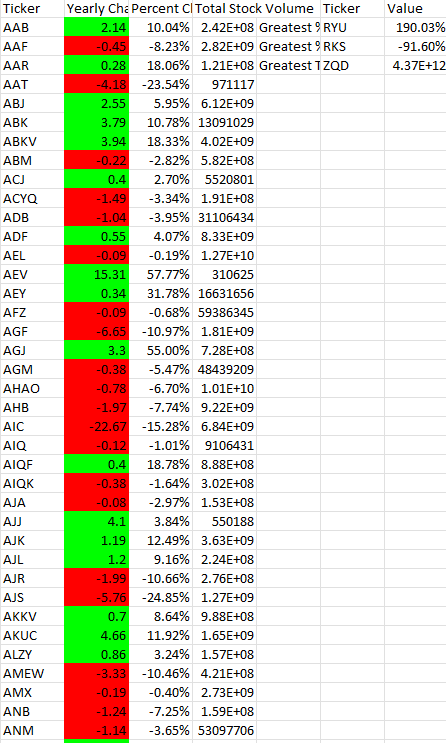 Ticker Yearly Cha Percent C Total Stock Volume Ticker Value
AAB 2.14 10.04% 2.42E+08 Greatest % RYU 190.03%
AAF -0.45 -8.23% 2.82E+09 Greatest % RKS -91.60%
AAR 0.28 18.06% 1.21E+08 Greatest T ZQD 4.37E+12
AAT -4.18 -23.54% 971117
ABJ 2.55 5.95% 6.12E+09
ABK 3.79 10.78% 13091029
ABKV 3.94 18.33% 4.02E+09
ABM -0.22 -2.82% 5.82E+08
ACJ 0.4 2.70% 5520801
ACYQ -1.49 -3.34% 1.91E+08
ADB -1.04 -3.95% 31106434
ADF 0.55 4.07% 8.33E+09
AEL -0.09 -0.19% 1.27E+10
AEV 15.31 57.77% 310625
AEY 0.34 31.78% 16631656
AFZ -0.09 -0.68% 59386345
AGF -6.65 -10.97% 1.81E+09
AGJ 3.3 55.00% 7.28E+08
AGM -0.38 -5.47% 48439209
AHAO -0.78 -6.70% 1.01E+10
AHB -1.97 -7.74% 9.22E+09
AIC -22.67 -15.28% 6.84E+09
AIQ -0.12 -1.01% 9106431
AIQF 0.4 18.78% 8.88E+08
AIQK -0.38 -1.64% 3.02E+08
AJA -0.08 -2.97% 1.53E+08
AJJ 4.1 3.84% 550188
AJK 1.19 12.49% 3.63E+09
AJL 1.2 9.16% 2.24E+08
AJR -1.99 -10.66% 2.76E+08
AJS -5.76 -24.85% 1.27E+09
AKKV 0.7 8.64% 9.88E+08
AKUC 4.66 11.92% 1.65E+09
ALZY 0.86 3.24% 1.57E+08
AMEW -3.33 -10.46% 4.21E+08
AMX -0.19 -0.40% 2.73E+09
ANB -1.24 -7.25% 1.59E+08
ANM -1.14 -3.65% 53097706